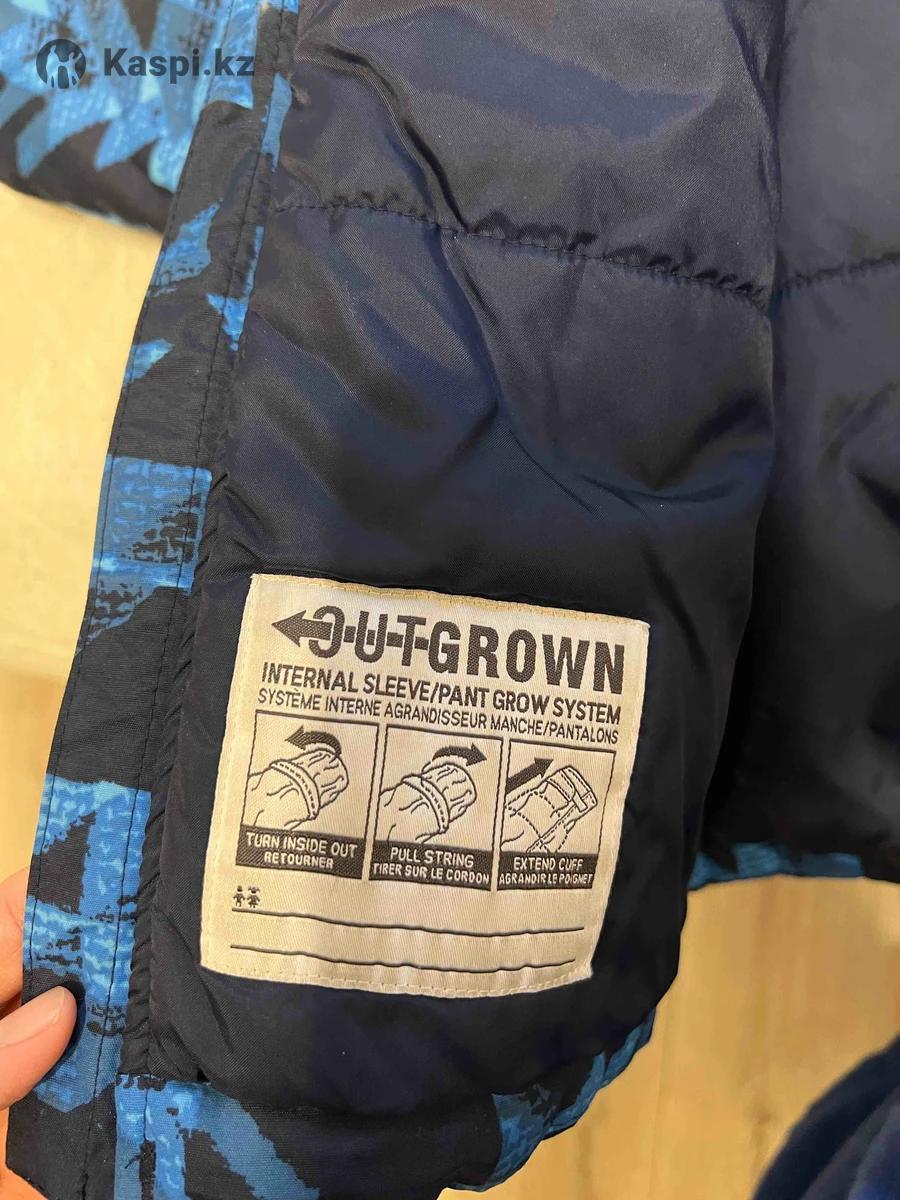 Kaspi.kz
OUTGROWN
INTERNAL SLEEVE/PANT GROW SYSTEM
SYSTÈME INTERNE AGRANDISSEUR MANCHE/PANTALONS
TURN INSIDE OUT
RETOURNER
PULL STRING
TIRER SUR LE CORDON
EXTEND CUFF
AGRANDIR LE POIGNET